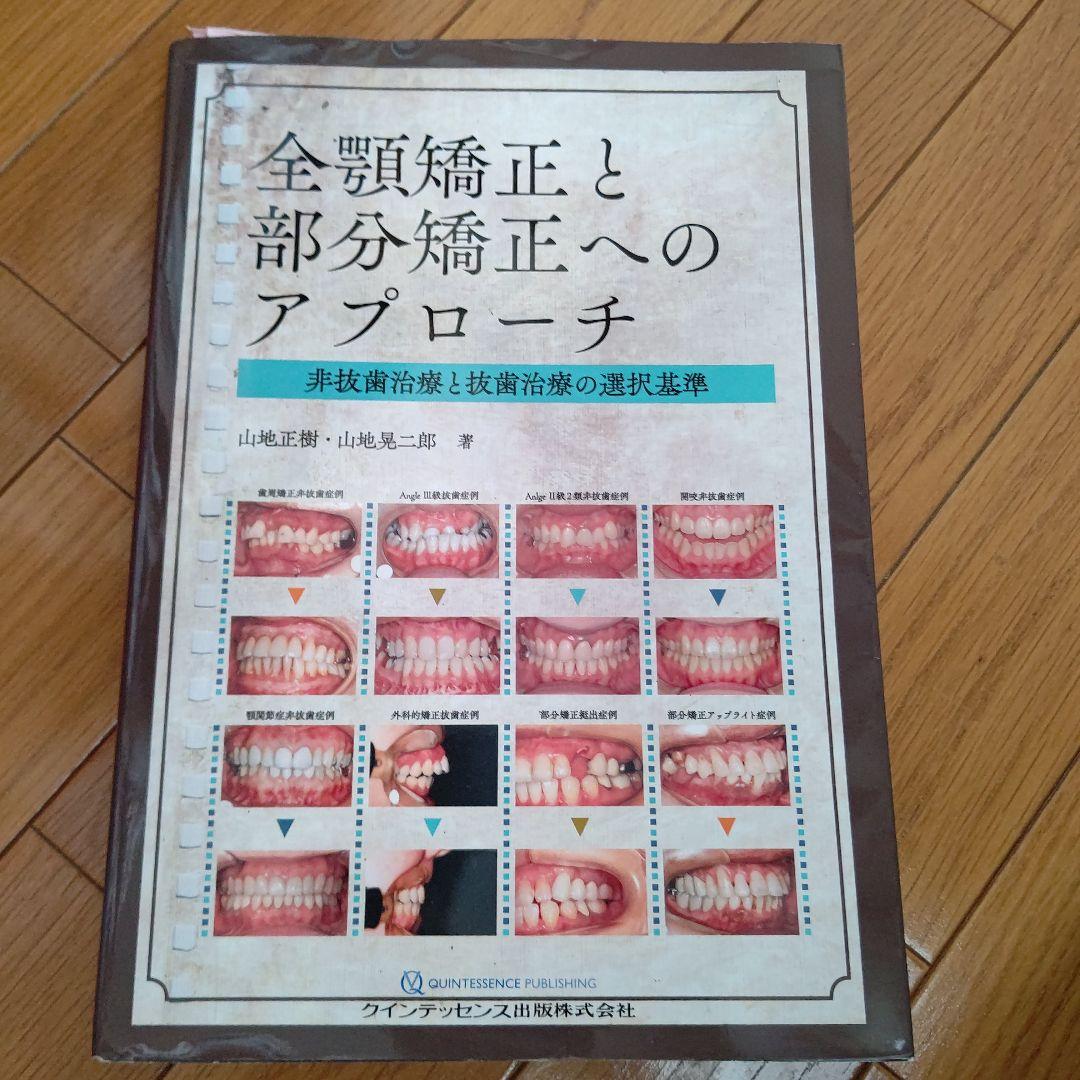 全顎矯正と
部分矯正への
アプローチ
非抜歯治療と抜歯治療の選択基準
山地正樹・山地晃二郎 著
歯周矯正非抜歯症例 Angle Ⅲ級抜歯症例 Anlge Ⅱ級2類非抜歯症例 開咬非抜歯症例
顎関節症非抜歯症例 外科的矯正抜歯症例 部分矯正挺出症例 部分矯正アップライト症例
QUINTESSENCE PUBLISHING
クインテッセンス出版株式会社